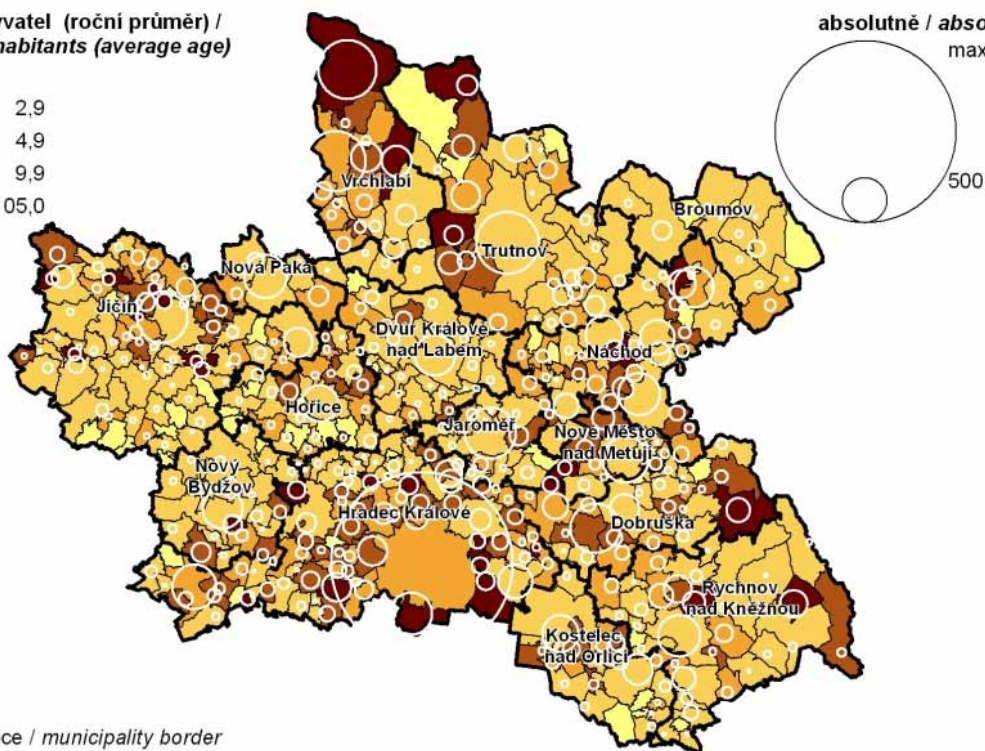 vatel (roční průměr) /
habitants (average age)
2,9
4,9
9,9
05,0
absolutně / abso
max
500
Vrchlabí
Trutnov
Broumov
Nová Paka
Jičín
Dvůr Králové
nad Labem
Náchod
Hořice
Jaroměř
Nové Město
nad Metují
Nový
Bydžov
Hradec Králové
Dobruška
Rychnov
nad Kněžnou
Kostelec
nad Orlicí
ce / municipality border